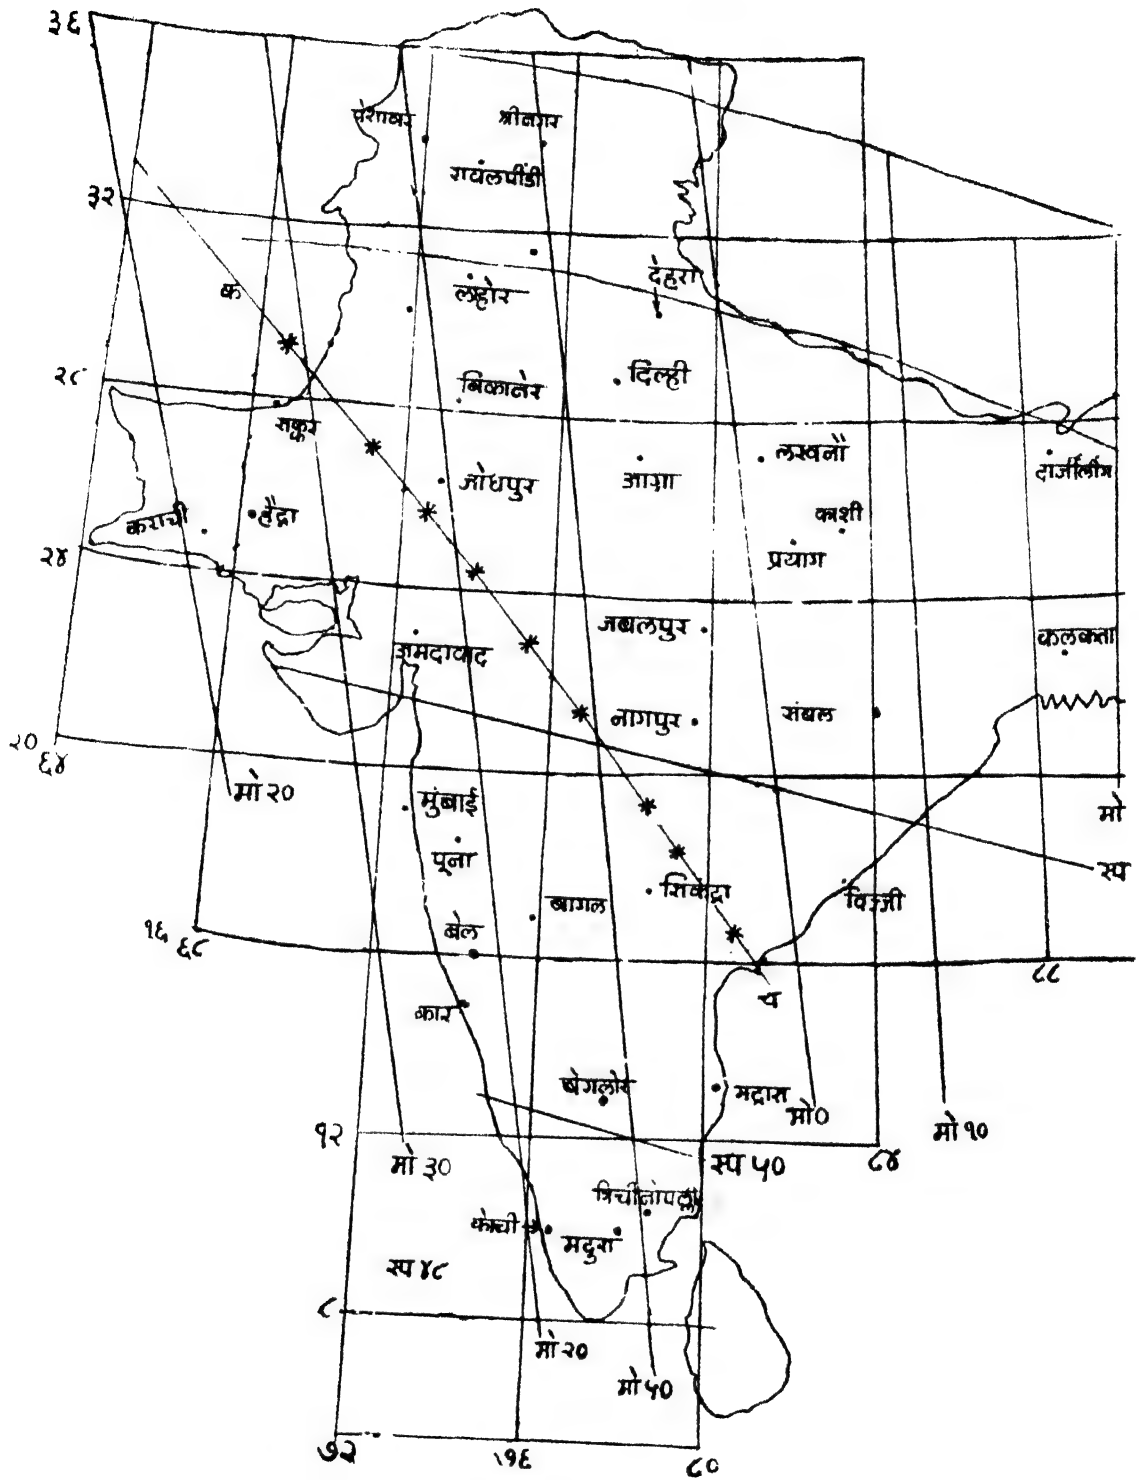 ३६
पेशावर
श्रीनगर
रावलपींडी
३२
देहरा
क
लाहोर
२८
बिकानेर
दिल्ही
सक्कर
लखनौ
जोधपुर
आग्रा
दार्जीलींग
कराची
हैद्रा
काशी
२४
प्रयाग
जबलपुर
कलकता
अमदावाद
नागपुर
संबल
२०
६४
मो २०
मुंबाई
मो
पूना
स्प
सिकंद्रा
विज्जी
बागल
१६
६८
बेल
८८
च
कार
बेंगलोर
मद्रास
मो ०
मो १०
१२
मो ३०
स्प ५०
८४
त्रिचीनापल्ली
कोची
मदुरा
स्प ४८
८
मो २०
मो ५०
७२
७६
८०